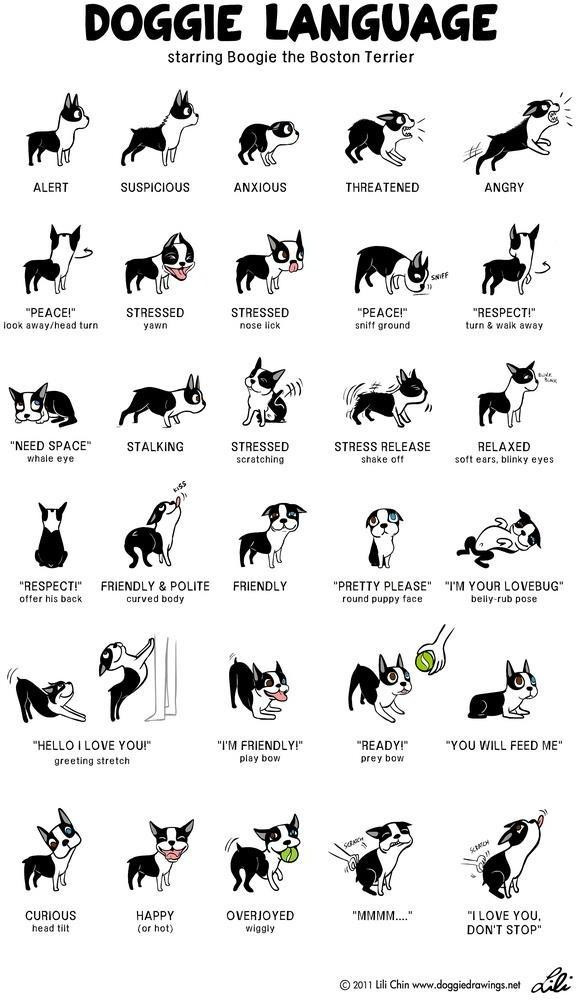 DOGGIE LANGUAGE
starring Boogie the Boston Terrier
ALERT
SUSPICIOUS
ANXIOUS
THREATENED
ANGRY
"PEACE!"
look away/head turn
STRESSED
yawn
STRESSED
nose lick
SNIFF
"PEACE!"
sniff ground
"RESPECT!"
turn & walk away
"NEED SPACE"
whale eye
STALKING
STRESSED
scratching
STRESS RELEASE
shake off
BLINK
BLINK
RELAXED
soft ears, blinky eyes
"RESPECT!"
offer his back
KISS
FRIENDLY & POLITE
curved body
FRIENDLY
"PRETTY PLEASE"
round puppy face
"I'M YOUR LOVEBUG"
belly-rub pose
"HELLO I LOVE YOU!"
greeting stretch
"I'M FRIENDLY!"
play bow
"READY!"
prey bow
"YOU WILL FEED ME"
CURIOUS
head tilt
HAPPY
(or hot)
OVERJOYED
wiggly
SCRATCH
"MMMM...."
SCRATCH
"I LOVE YOU,
DON'T STOP"
© 2011 Lili Chin www.doggiedrawings.net
Lili